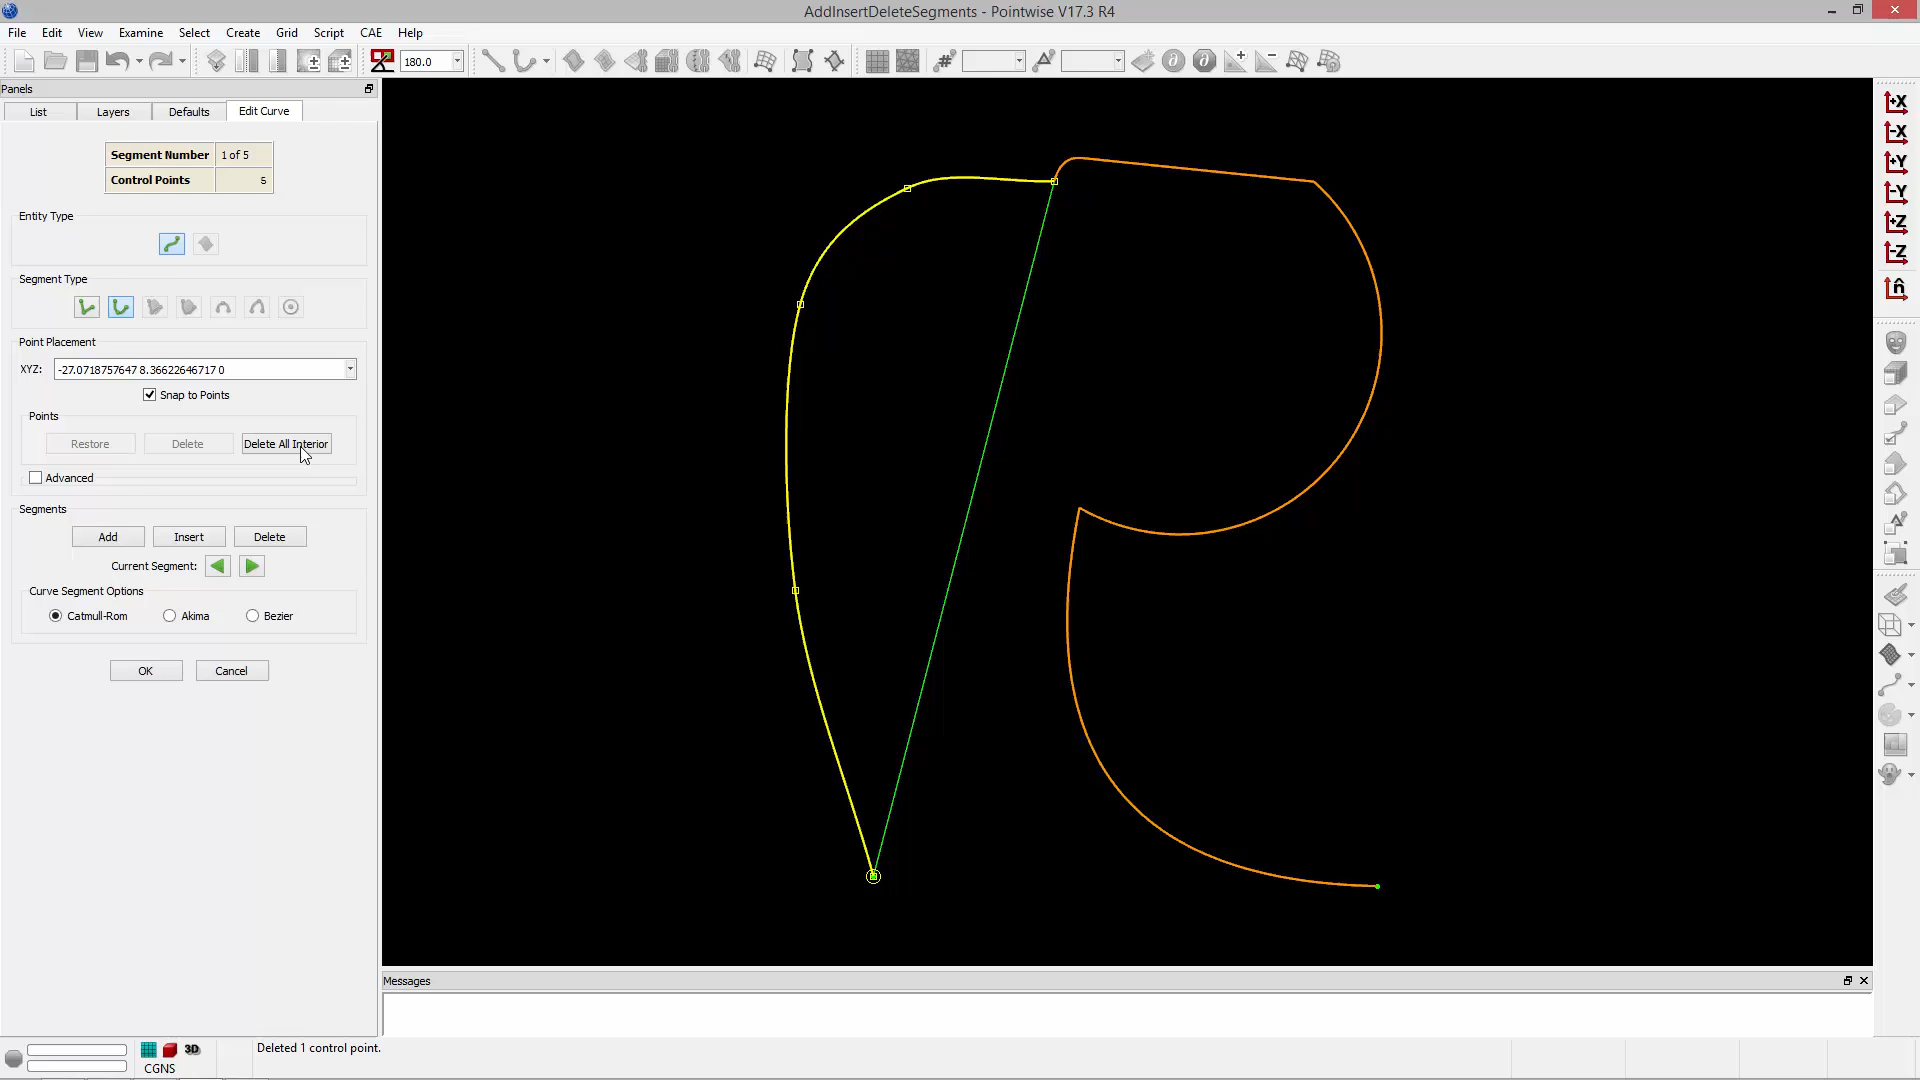 AddInsertDeleteSegments - Pointwise V17.3 R4
File Edit View Examine Select Create Grid Script CAE Help
180.0
Panels
List Layers Defaults Edit Curve
Segment Number 1 of 5
Control Points 5
Entity Type
Segment Type
Point Placement
XYZ: -27.0718757647 8.36622646717 0
Snap to Points
Points
Restore Delete Delete All Interior
Advanced
Segments
Add Insert Delete
Current Segment:
Curve Segment Options
Catmull-Rom Akima Bezier
OK Cancel
+X
-X
+Y
-Y
+Z
-Z
n̂
Messages
3D
CGNS
Deleted 1 control point.